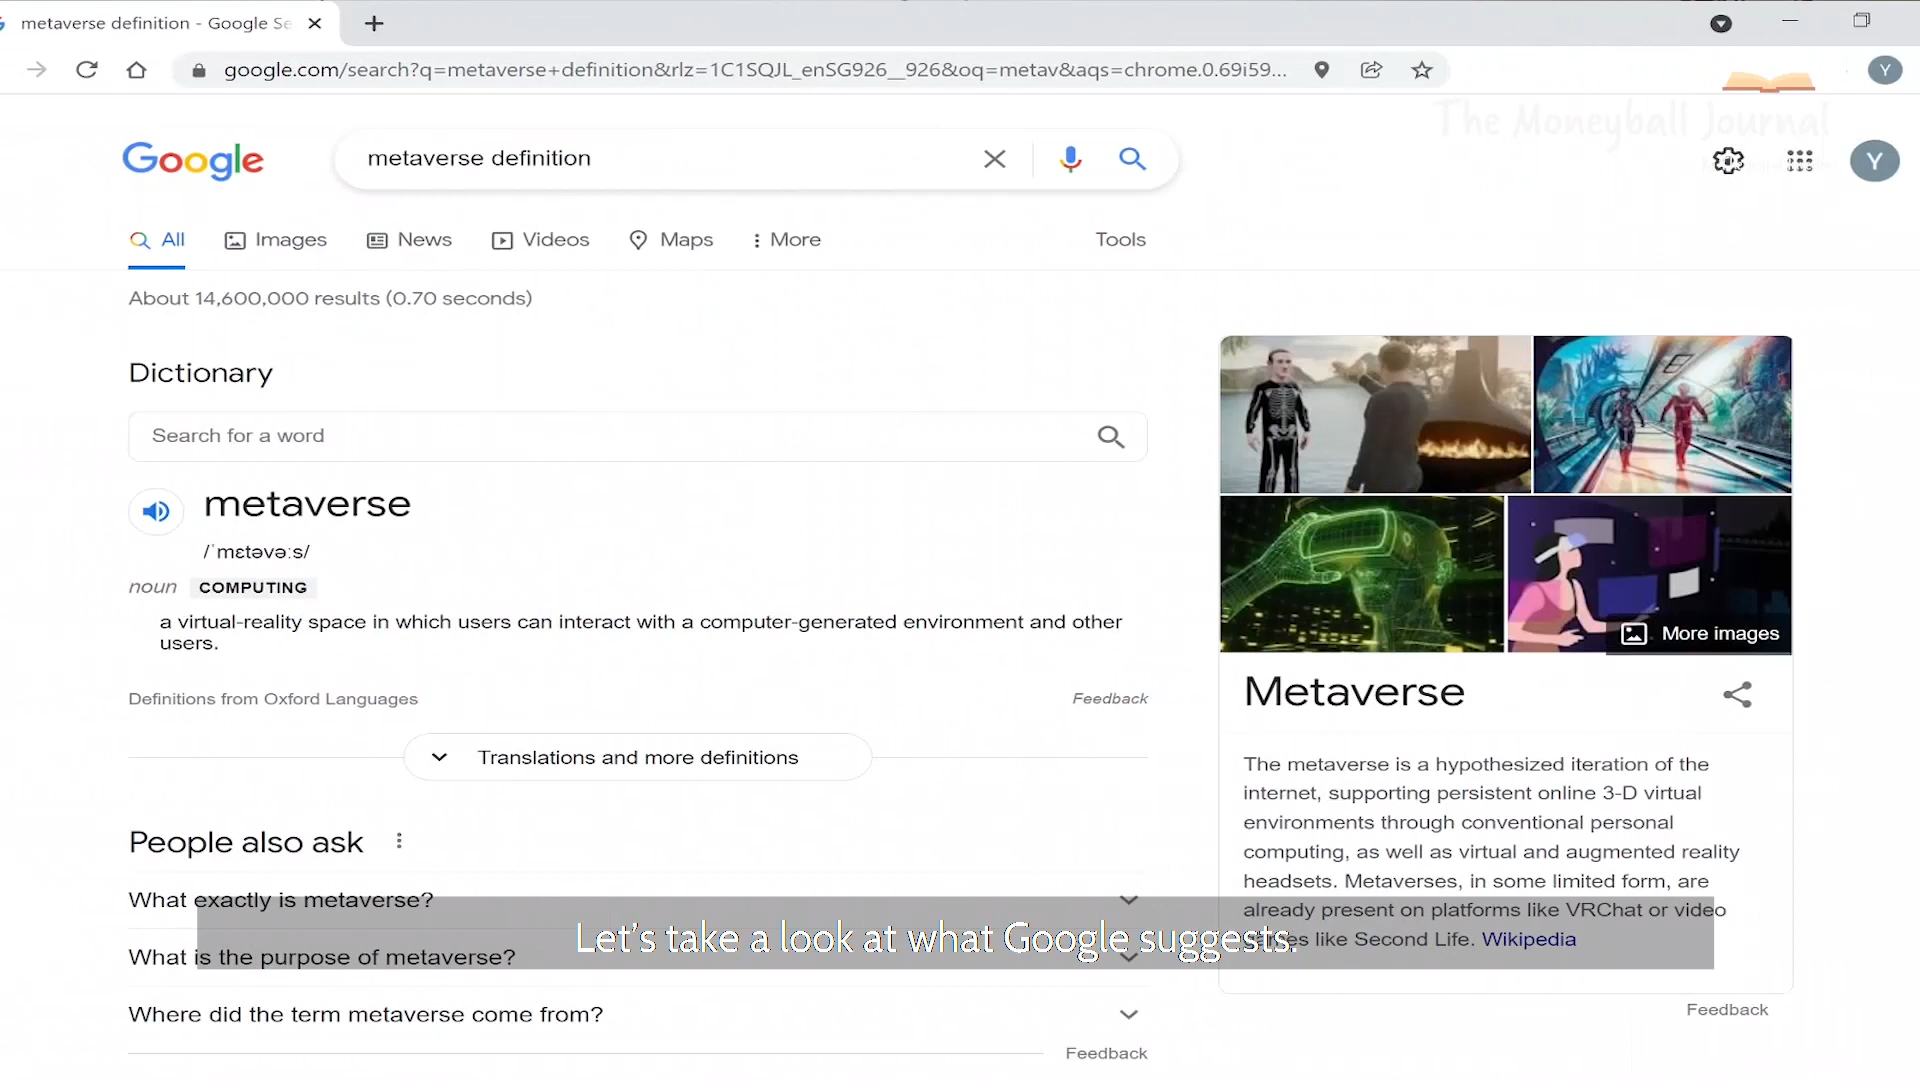 metaverse definition - Google Se
google.com/search?q=metaverse+definition&rlz=1C1SQJL_enSG926__926&oq=metav&aqs=chrome.0.69i59...
Y
The Moneyball Journal
Google
metaverse definition
Y
All
Images
News
Videos
Maps
More
Tools
About 14,600,000 results (0.70 seconds)
Dictionary
Search for a word
metaverse
/ˈmɛtəvəːs/
noun
COMPUTING
a virtual-reality space in which users can interact with a computer-generated environment and other
users.
Definitions from Oxford Languages
Feedback
Translations and more definitions
People also ask
What exactly is metaverse?
What is the purpose of metaverse?
Where did the term metaverse come from?
Feedback
More images
Metaverse
The metaverse is a hypothesized iteration of the
internet, supporting persistent online 3-D virtual
environments through conventional personal
computing, as well as virtual and augmented reality
headsets. Metaverses, in some limited form, are
already present on platforms like VRChat or video
games like Second Life. Wikipedia
Feedback
Let's take a look at what Google suggests.